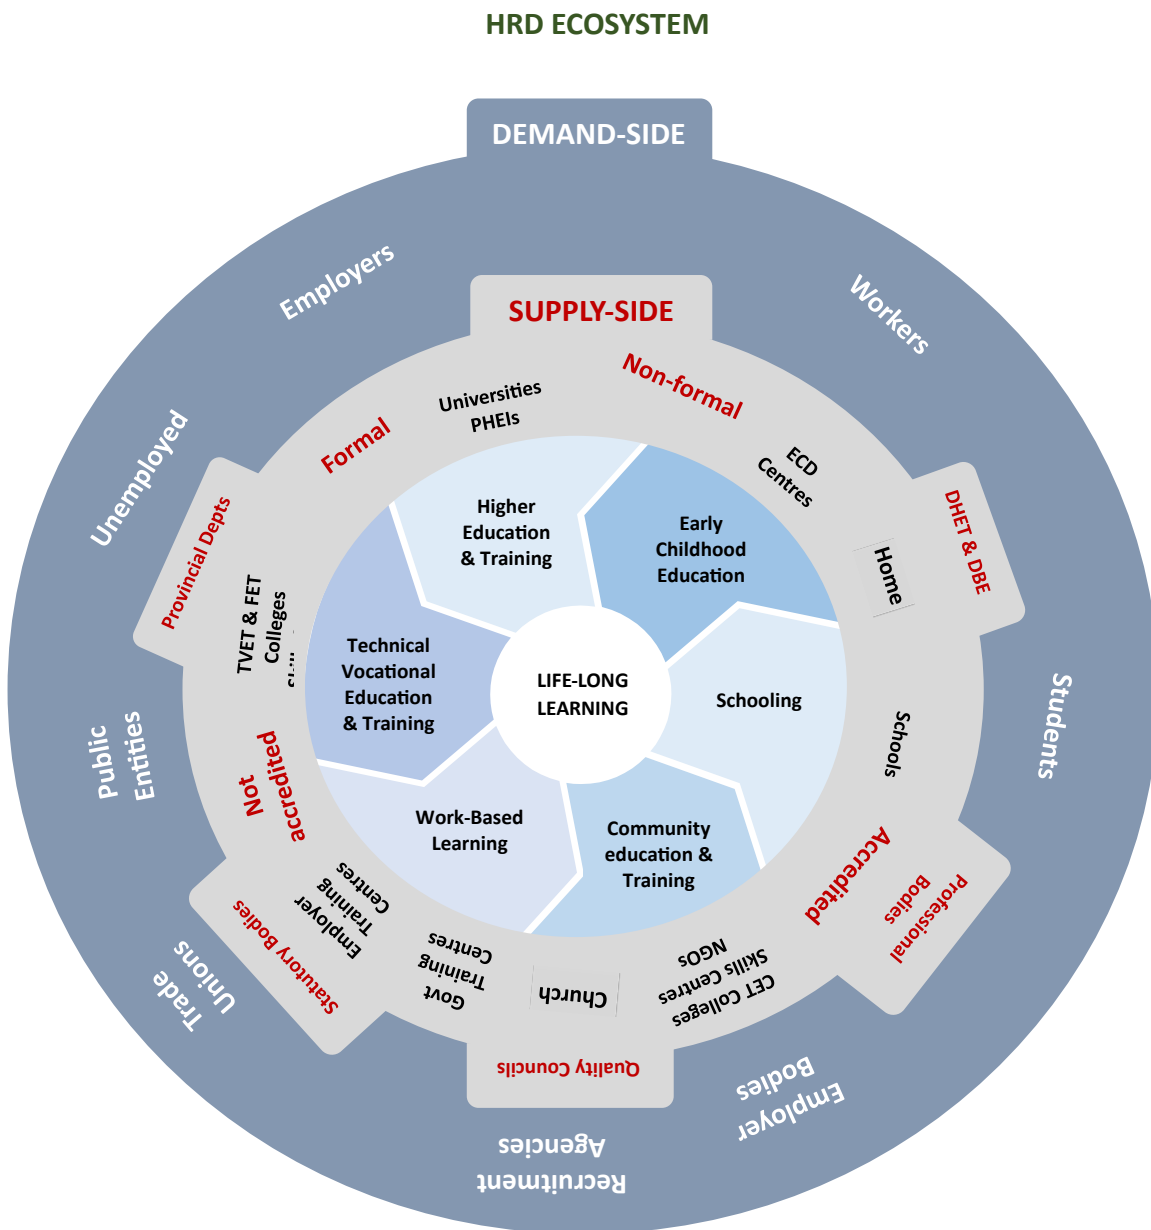 HRD ECOSYSTEM
DEMAND-SIDE
Employers
Workers
SUPPLY-SIDE
Non-formal
Formal
Universities
PHEIs
ECD
Centres
Unemployed
Provincial Depts
DHET & DBE
Home
Higher
Education
& Training
Early
Childhood
Education
TVET & FET
Colleges
Technical
Vocational
Education
& Training
LIFE-LONG
LEARNING
Schooling
Schools
Students
Public
Entities
Not
accredited
Work-Based
Learning
Community
education &
Training
Accredited
Professional
Bodies
Employer
Training
Centres
Statutory Bodies
Trade
Unions
Govt
Training
Centres
Church
CET Colleges
Skills Centres
NGOs
Quality Councils
Employer
Bodies
Recruitment
Agencies